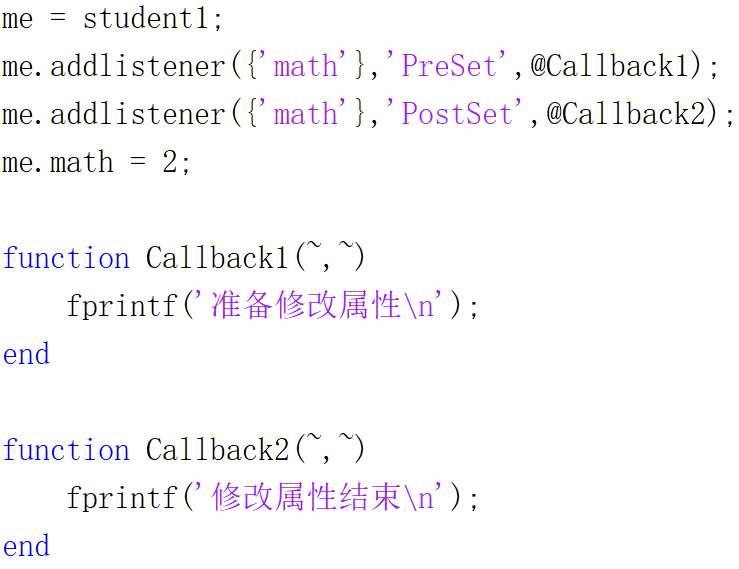 me = student1;
me.addlistener({'math'},'PreSet',@Callback1);
me.addlistener({'math'},'PostSet',@Callback2);
me.math = 2;
function Callback1(~,~)
    fprintf('准备修改属性\n');
end
function Callback2(~,~)
    fprintf('修改属性结束\n');
end